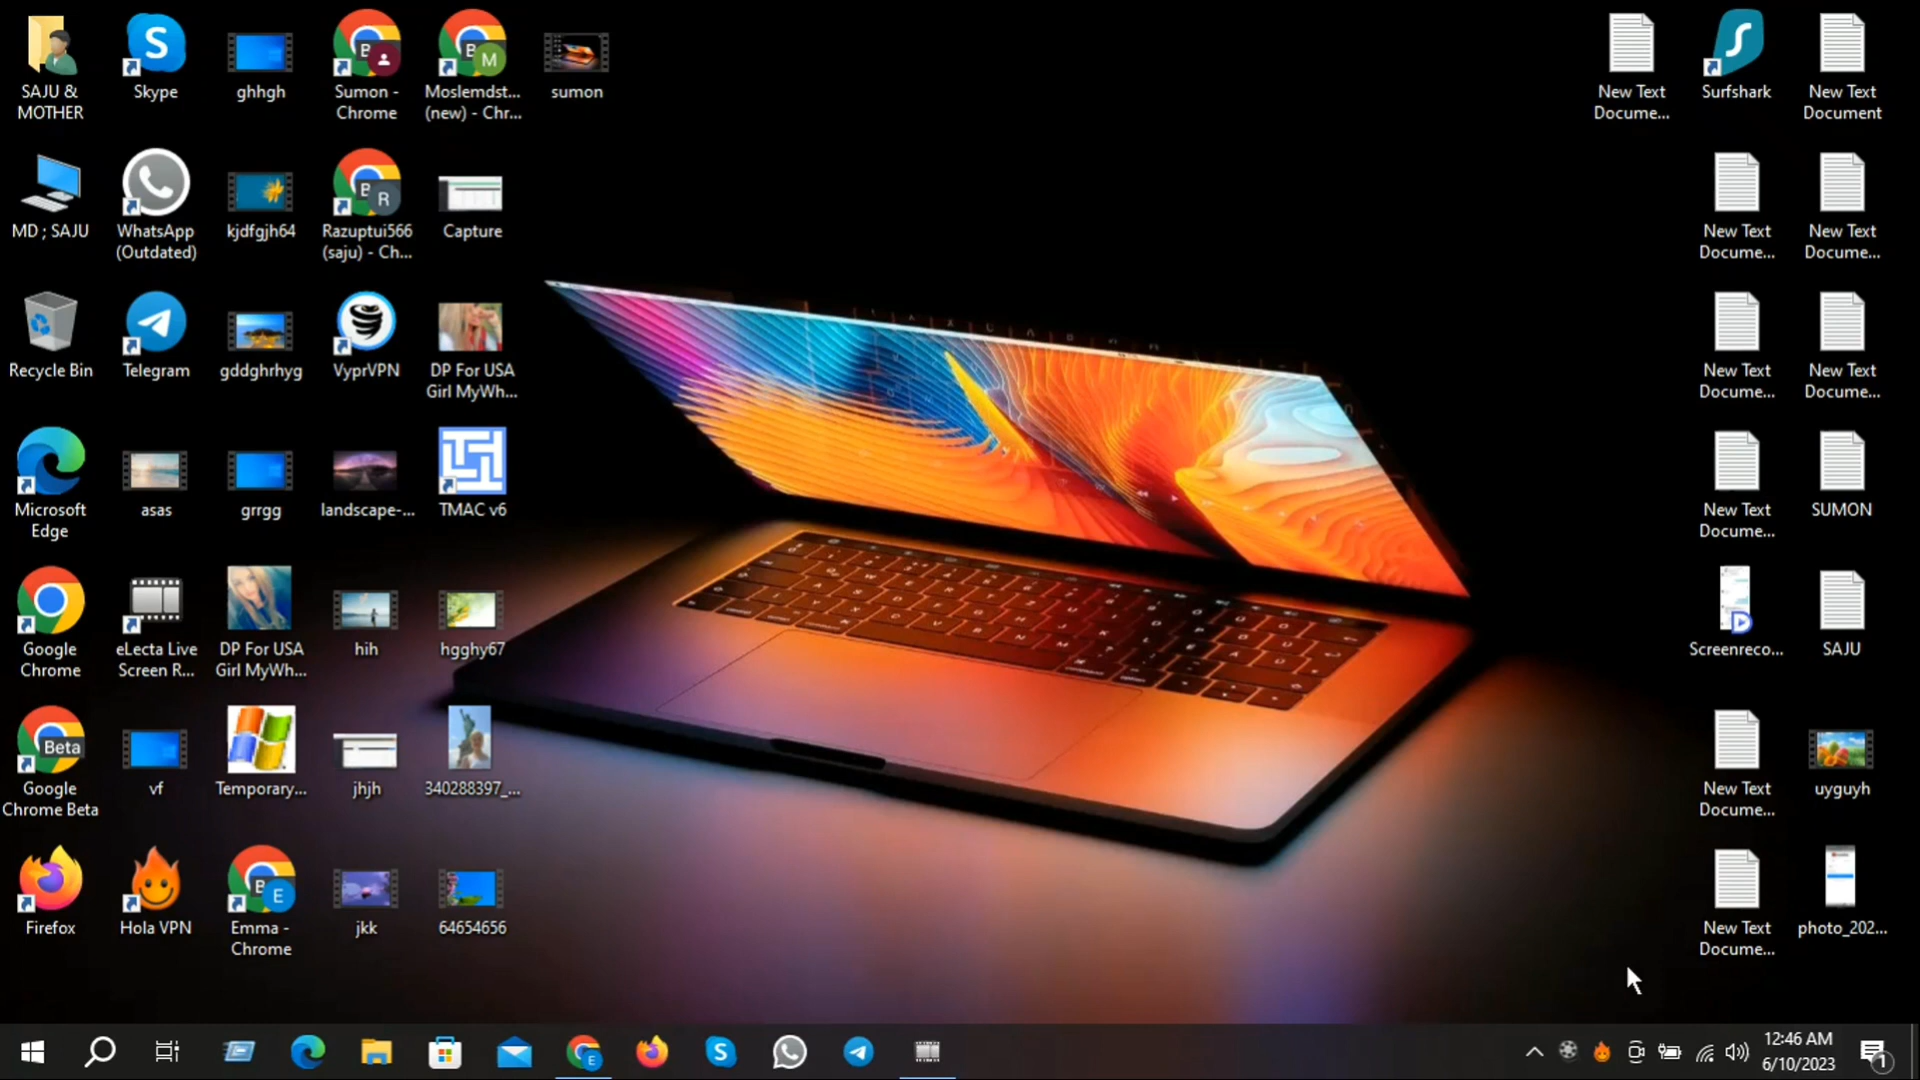 SAJU &
MOTHER
Skype
ghhgh
Sumon -
Chrome
Moslemdst...
(new) - Chr...
sumon
New Text
Docume...
Surfshark
New Text
Document
MD ; SAJU
WhatsApp
(Outdated)
kjdfgjh64
Razuptui566
(saju) - Ch...
Capture
New Text
Docume...
New Text
Docume...
Recycle Bin
Telegram
gddghrhyg
VyprVPN
DP For USA
Girl MyWh...
New Text
Docume...
New Text
Docume...
Microsoft
Edge
asas
grrgg
landscape-...
TMAC v6
New Text
Docume...
SUMON
Google
Chrome
eLecta Live
Screen R...
DP For USA
Girl MyWh...
hih
hgghy67
Screenreco...
SAJU
Beta
Google
Chrome Beta
vf
Temporary...
jhjh
340288397_...
New Text
Docume...
uyguyh
Firefox
Hola VPN
Emma -
Chrome
jkk
64654656
New Text
Docume...
photo_202...
12:46 AM
6/10/2023
1